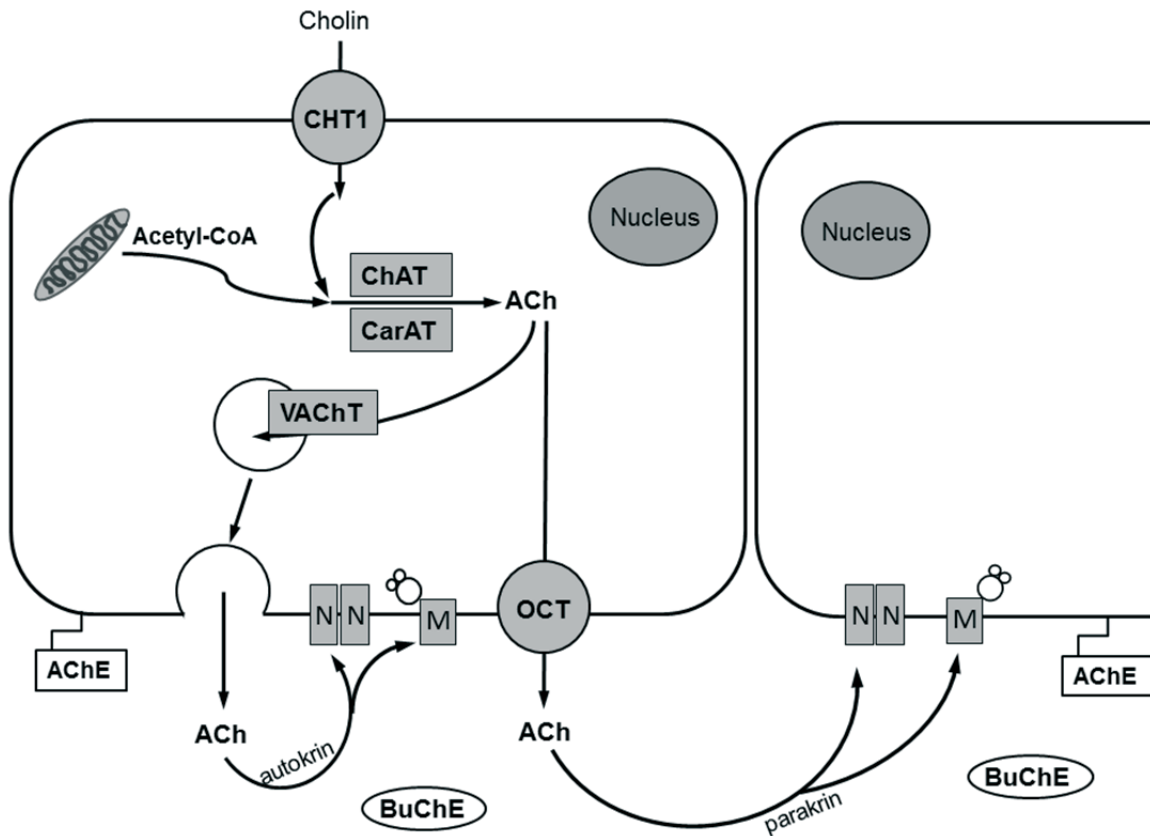 Cholin
CHT1
Nucleus
Nucleus
Acetyl-CoA
ChAT
ACh
CarAT
VAChT
N N
M
OCT
N N
M
AChE
AChE
ACh
ACh
autokrin
parakrin
BuChE
BuChE